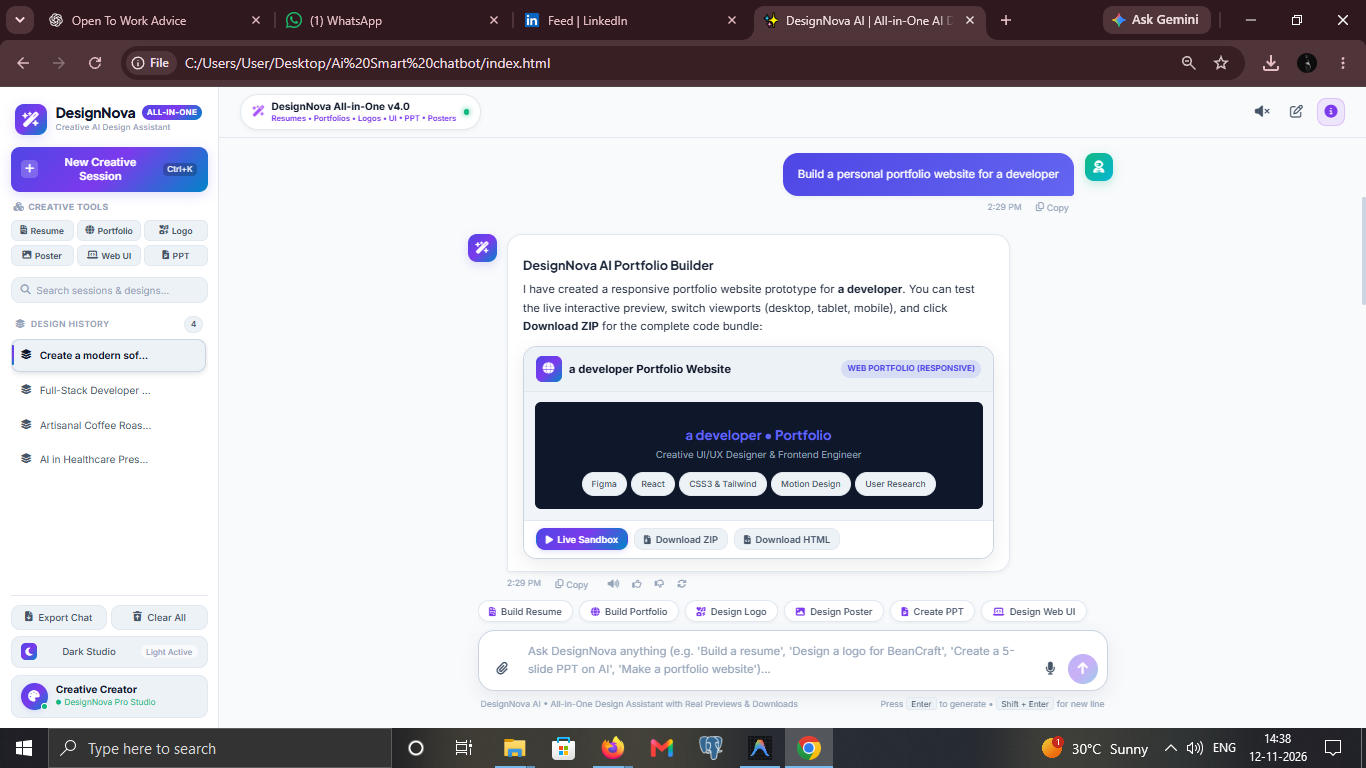 Open To Work Advice
(1) WhatsApp
Feed | LinkedIn
DesignNova AI | All-in-One AI D
Ask Gemini
File
C:/Users/User/Desktop/Ai%20Smart%20chatbot/index.html
DesignNova
ALL-IN-ONE
Creative AI Design Assistant
New Creative
Session
Ctrl+K
CREATIVE TOOLS
Resume
Portfolio
Logo
Poster
Web UI
PPT
Search sessions & designs...
DESIGN HISTORY
4
Create a modern sof...
Full-Stack Developer ...
Artisanal Coffee Roas...
AI in Healthcare Pres...
Export Chat
Clear All
Dark Studio
Light Active
Creative Creator
DesignNova Pro Studio
DesignNova All-in-One v4.0
Resumes • Portfolios • Logos • UI • PPT • Posters
Build a personal portfolio website for a developer
2:29 PM
Copy
DesignNova AI Portfolio Builder
I have created a responsive portfolio website prototype for a developer. You can test
the live interactive preview, switch viewports (desktop, tablet, mobile), and click
Download ZIP for the complete code bundle:
a developer Portfolio Website
WEB PORTFOLIO (RESPONSIVE)
a developer • Portfolio
Creative UI/UX Designer & Frontend Engineer
Figma
React
CSS3 & Tailwind
Motion Design
User Research
Live Sandbox
Download ZIP
Download HTML
2:29 PM
Copy
Build Resume
Build Portfolio
Design Logo
Design Poster
Create PPT
Design Web UI
Ask DesignNova anything (e.g. 'Build a resume', 'Design a logo for BeanCraft', 'Create a 5-
slide PPT on AI', 'Make a portfolio website')...
DesignNova AI • All-in-One Design Assistant with Real Previews & Downloads
Press Enter to generate • Shift + Enter for new line
Type here to search
1
30°C Sunny
ENG
14:38
12-11-2026